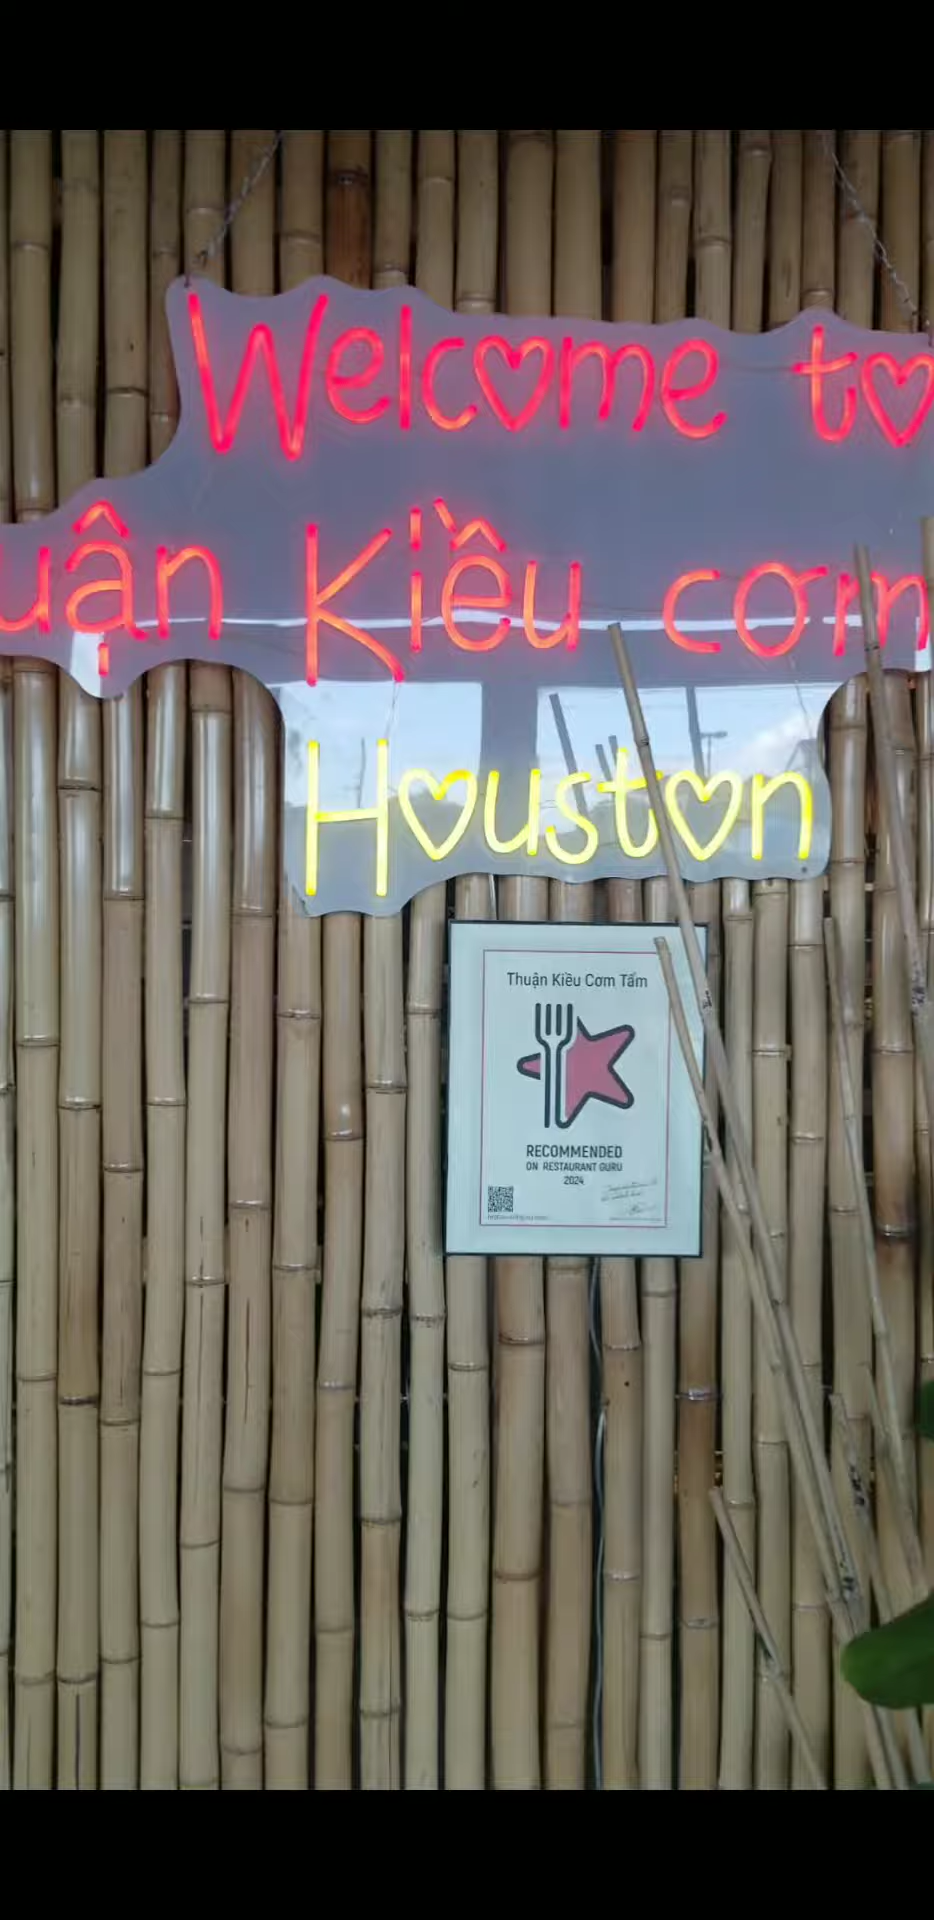 Welcome to
uận Kiều cơm
Houston
Thuận Kiều Cơm Tấm
RECOMMENDED
ON RESTAURANT GURU
2024